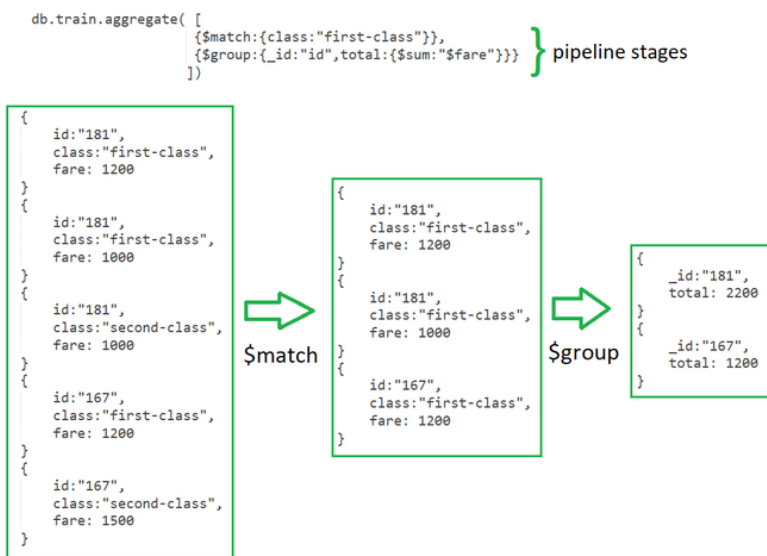 db.train.aggregate( [
{$match:{class:"first-class"}},
{$group:{_id:"id",total:{$sum:"$fare"}}}
])
pipeline stages
{
id:"181",
class:"first-class",
fare: 1200
}
{
id:"181",
class:"first-class",
fare: 1000
}
{
id:"181",
class:"second-class",
fare: 1000
}
{
id:"167",
class:"first-class",
fare: 1200
}
{
id:"167",
class:"second-class",
fare: 1500
}
$match
{
id:"181",
class:"first-class",
fare: 1200
}
{
id:"181",
class:"first-class",
fare: 1000
}
{
id:"167",
class:"first-class",
fare: 1200
}
$group
{
_id:"181",
total: 2200
}
{
_id:"167",
total: 1200
}